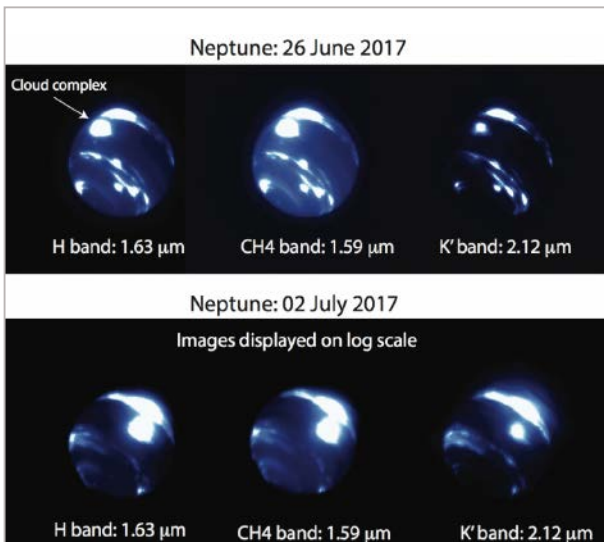 Neptune: 26 June 2017
Cloud complex
H band: 1.63 μm
CH4 band: 1.59 μm
K′ band: 2.12 μm
Neptune: 02 July 2017
Images displayed on log scale
H band: 1.63 μm
CH4 band: 1.59 μm
K′ band: 2.12 μm